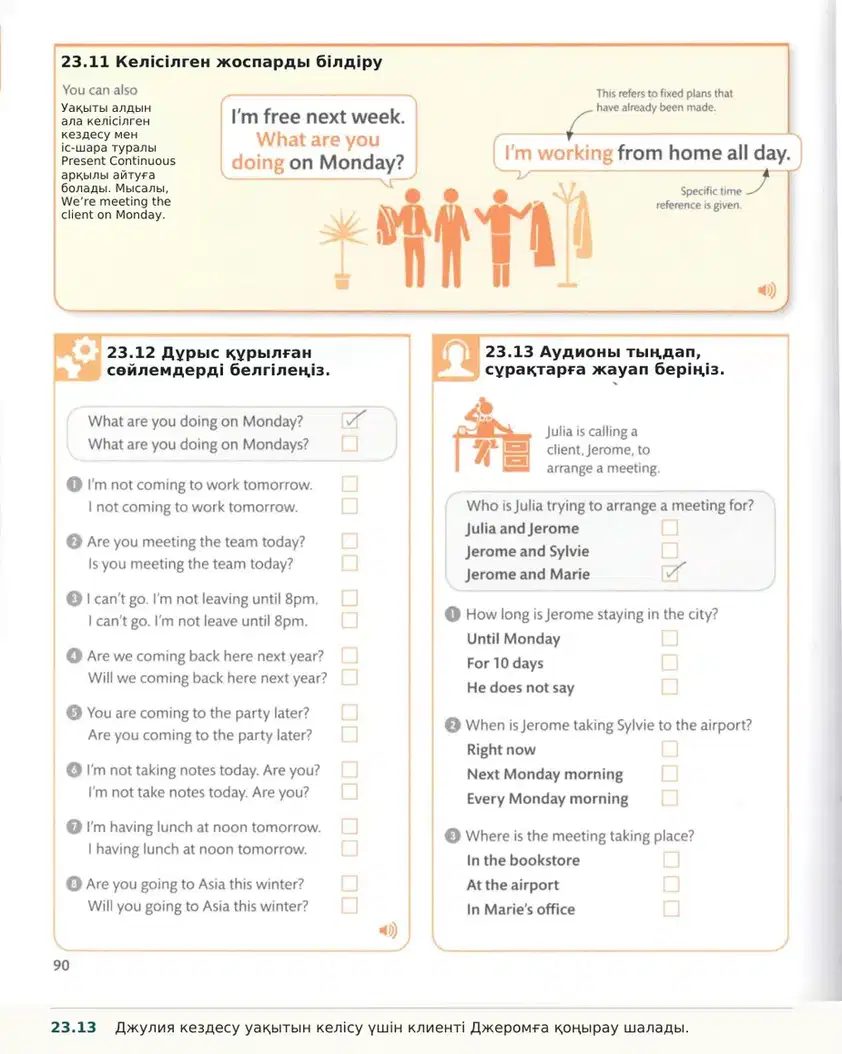 23.11 Келісілген жоспарды білдіру
You can also
Уақыты алдын
ала келісілген
кездесу мен
іс-шара туралы
Present Continuous
арқылы айтуға
болады. Мысалы,
We're meeting the
client on Monday.
I'm free next week.
What are you
doing on Monday?
This refers to fixed plans that
have already been made.
I'm working from home all day.
Specific time
reference is given.
23.12 Дұрыс құрылған
сөйлемдерді белгілеңіз.
What are you doing on Monday?
What are you doing on Mondays?
1 I'm not coming to work tomorrow.
I not coming to work tomorrow.
2 Are you meeting the team today?
Is you meeting the team today?
3 I can't go. I'm not leaving until 8pm.
I can't go. I'm not leave until 8pm.
4 Are we coming back here next year?
Will we coming back here next year?
5 You are coming to the party later?
Are you coming to the party later?
6 I'm not taking notes today. Are you?
I'm not take notes today. Are you?
7 I'm having lunch at noon tomorrow.
I having lunch at noon tomorrow.
8 Are you going to Asia this winter?
Will you going to Asia this winter?
23.13 Аудионы тыңдап,
сұрақтарға жауап беріңіз.
Julia is calling a
client, Jerome, to
arrange a meeting.
Who is Julia trying to arrange a meeting for?
Julia and Jerome
Jerome and Sylvie
Jerome and Marie
1 How long is Jerome staying in the city?
Until Monday
For 10 days
He does not say
2 When is Jerome taking Sylvie to the airport?
Right now
Next Monday morning
Every Monday morning
3 Where is the meeting taking place?
In the bookstore
At the airport
In Marie's office
90
23.13 Джулия кездесу уақытын келісу үшін клиенті Джеромға қоңырау шалады.